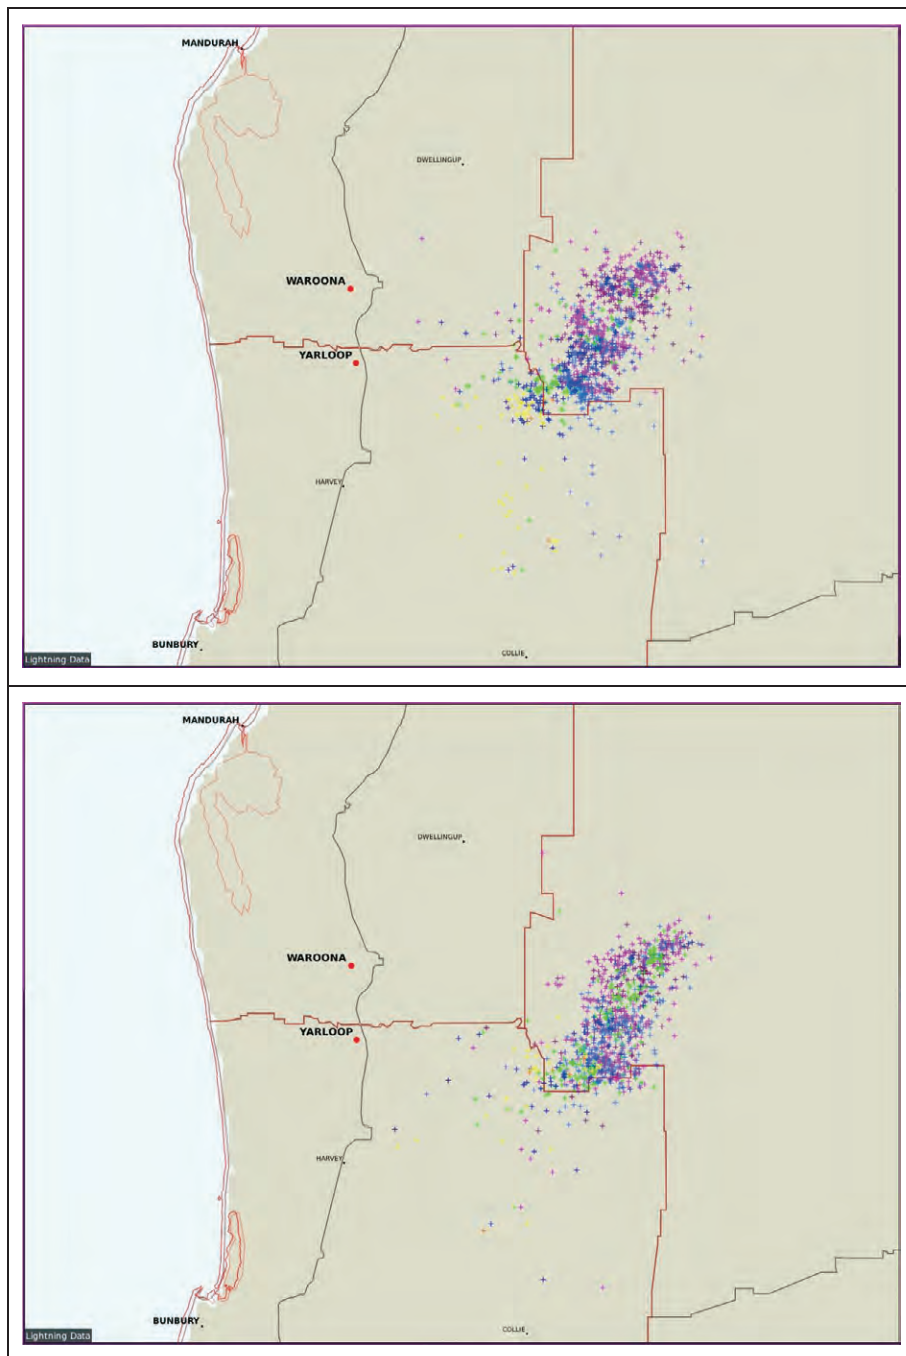 MANDURAH
DWELLINGUP
WAROONA
YARLOOP
HARVEY
BUNBURY
COLLIE
Lightning Data
MANDURAH
DWELLINGUP
WAROONA
YARLOOP
HARVEY
BUNBURY
COLLIE
Lightning Data